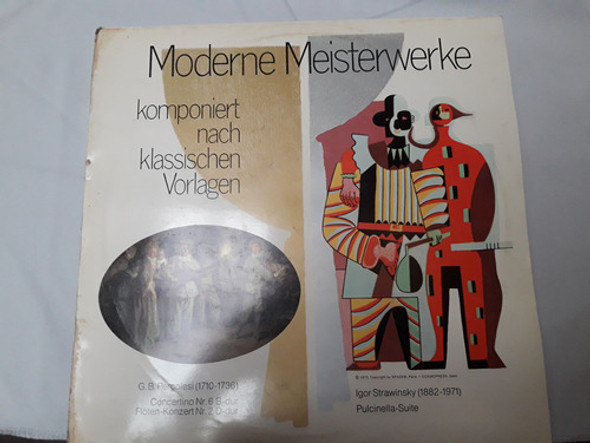 Moderne Meisterwerke
komponiert
nach
klassischen
Vorlagen
G. B. Pergolesi (1710-1736)
Concertino Nr. 6 B-dur
Flöten-Konzert Nr. 2 D-dur
Igor Strawinsky (1882-1971)
Pulcinella-Suite